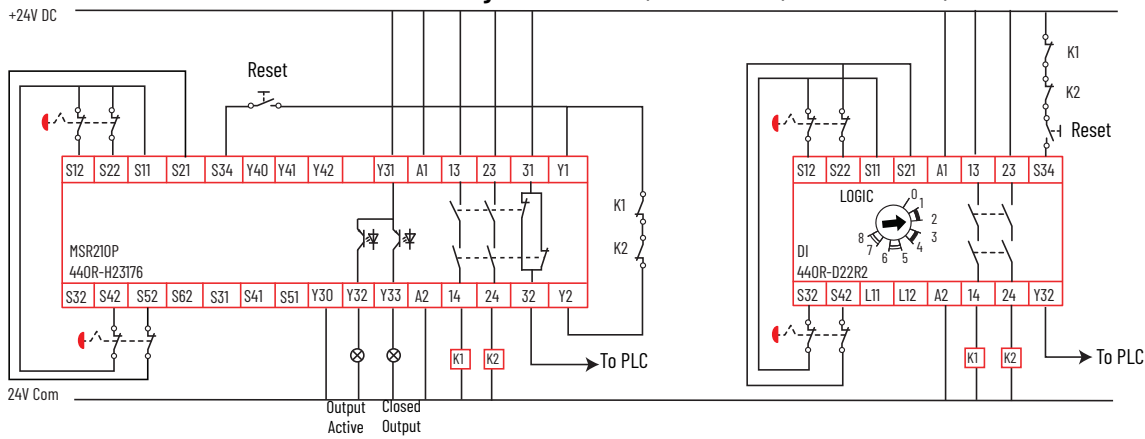 +24V DC
Reset
S12 S22 S11 S21 S34 Y40 Y41 Y42 Y31 A1 13 23 31 Y1
K1
K2
MSR210P
440R-H23176
S32 S42 S52 S62 S31 S41 S51 Y30 Y32 Y33 A2 14 24 32 Y2
K1 K2
To PLC
24V Com
Output
Active
Closed
Output
K1
K2
Reset
S12 S22 S11 S21 A1 13 23 S34
LOGIC
0
1
2
3
4
5
6
7
8
DI
440R-D22R2
S32 S42 L11 L12 A2 14 24 Y32
K1 K2
To PLC